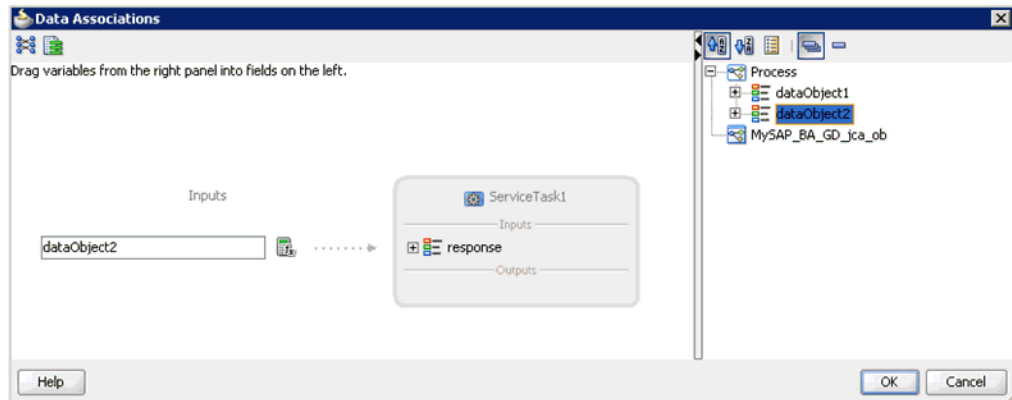 Data Associations
Drag variables from the right panel into fields on the left.
Process
dataObject1
dataObject2
MySAP_BA_GD_jca_ob
Inputs
ServiceTask1
Inputs
dataObject2
response
Outputs
Help
OK
Cancel